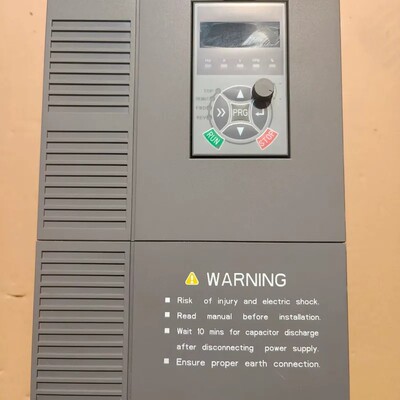 PRG
RUN
STOP
WARNING
Risk of injury and electric shock.
Read manual before installation.
Wait 10 mins for capacitor discharge
after disconnecting power supply.
Ensure proper earth connection.